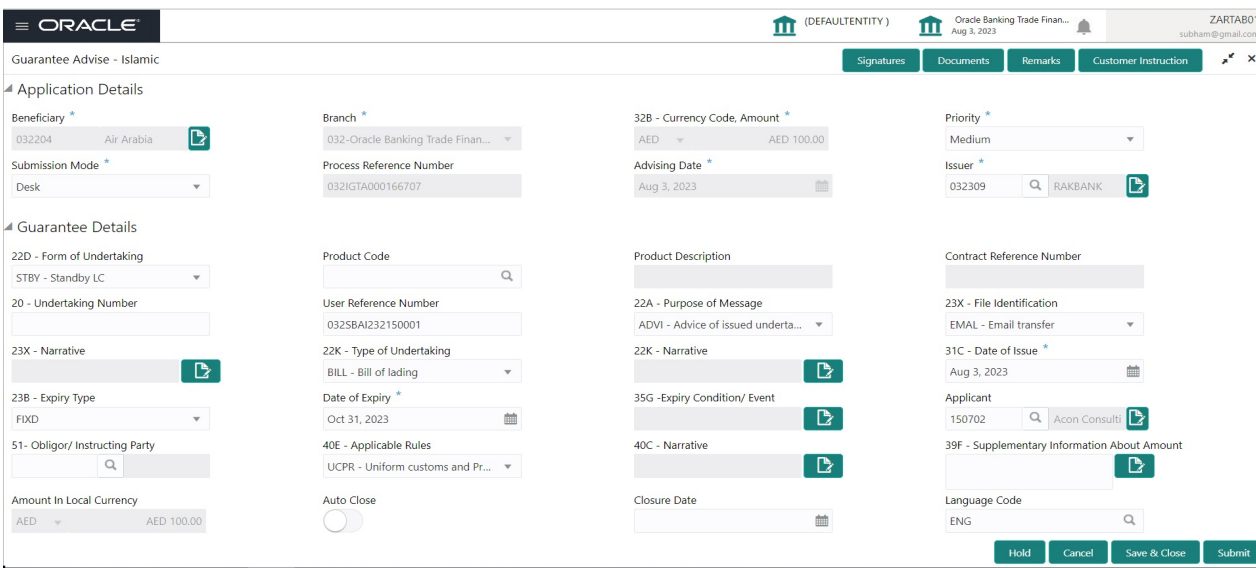 ORACLE
(DEFAULTENTITY )
Oracle Banking Trade Finan...
Aug 3, 2023
ZARTAB01
subham@gmail.com
Guarantee Advise - Islamic
Signatures
Documents
Remarks
Customer Instruction
Application Details
Beneficiary *
Branch *
32B - Currency Code, Amount *
Priority *
032204 Air Arabia
032-Oracle Banking Trade Finan...
AED AED 100.00
Medium
Submission Mode *
Process Reference Number
Advising Date *
Issuer *
Desk
032IGTA000166707
Aug 3, 2023
032309 RAKBANK
Guarantee Details
22D - Form of Undertaking
Product Code
Product Description
Contract Reference Number
STBY - Standby LC
20 - Undertaking Number
User Reference Number
22A - Purpose of Message
23X - File Identification
032SBAI232150001
ADVI - Advice of issued underta...
EMAL - Email transfer
23X - Narrative
22K - Type of Undertaking
22K - Narrative
31C - Date of Issue *
BILL - Bill of lading
Aug 3, 2023
23B - Expiry Type
Date of Expiry *
35G -Expiry Condition/ Event
Applicant
FIXD
Oct 31, 2023
150702 Acon Consulti
51- Obligor/ Instructing Party
40E - Applicable Rules
40C - Narrative
39F - Supplementary Information About Amount
UCPR - Uniform customs and Pr...
Amount In Local Currency
Auto Close
Closure Date
Language Code
AED AED 100.00
ENG
Hold
Cancel
Save & Close
Submit